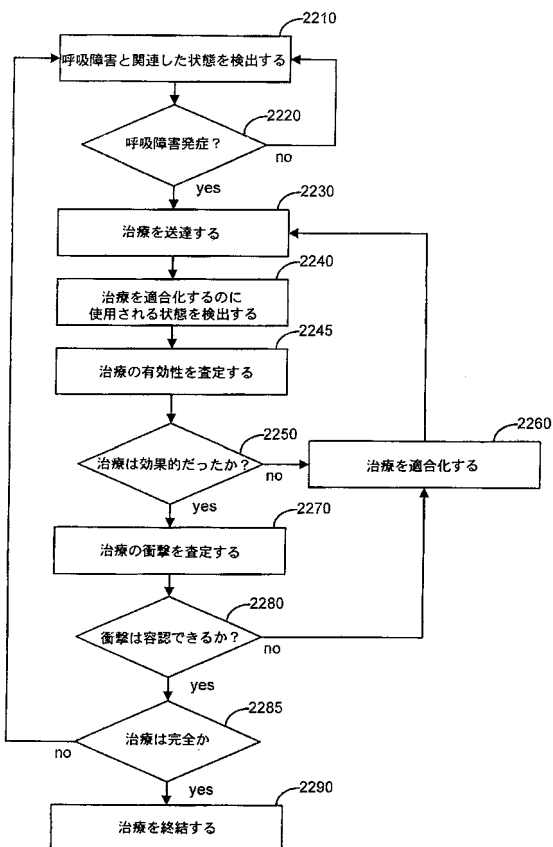 2210
呼吸障害と関連した状態を検出する
2220
呼吸障害発症？
no
yes
2230
治療を送達する
2240
治療を適合化するのに
使用される状態を検出する
2245
治療の有効性を査定する
2250
治療は効果的だったか？
no
2260
治療を適合化する
yes
2270
治療の衝撃を査定する
2280
衝撃は容認できるか？
no
yes
2285
治療は完全か
no
yes
2290
治療を終結する